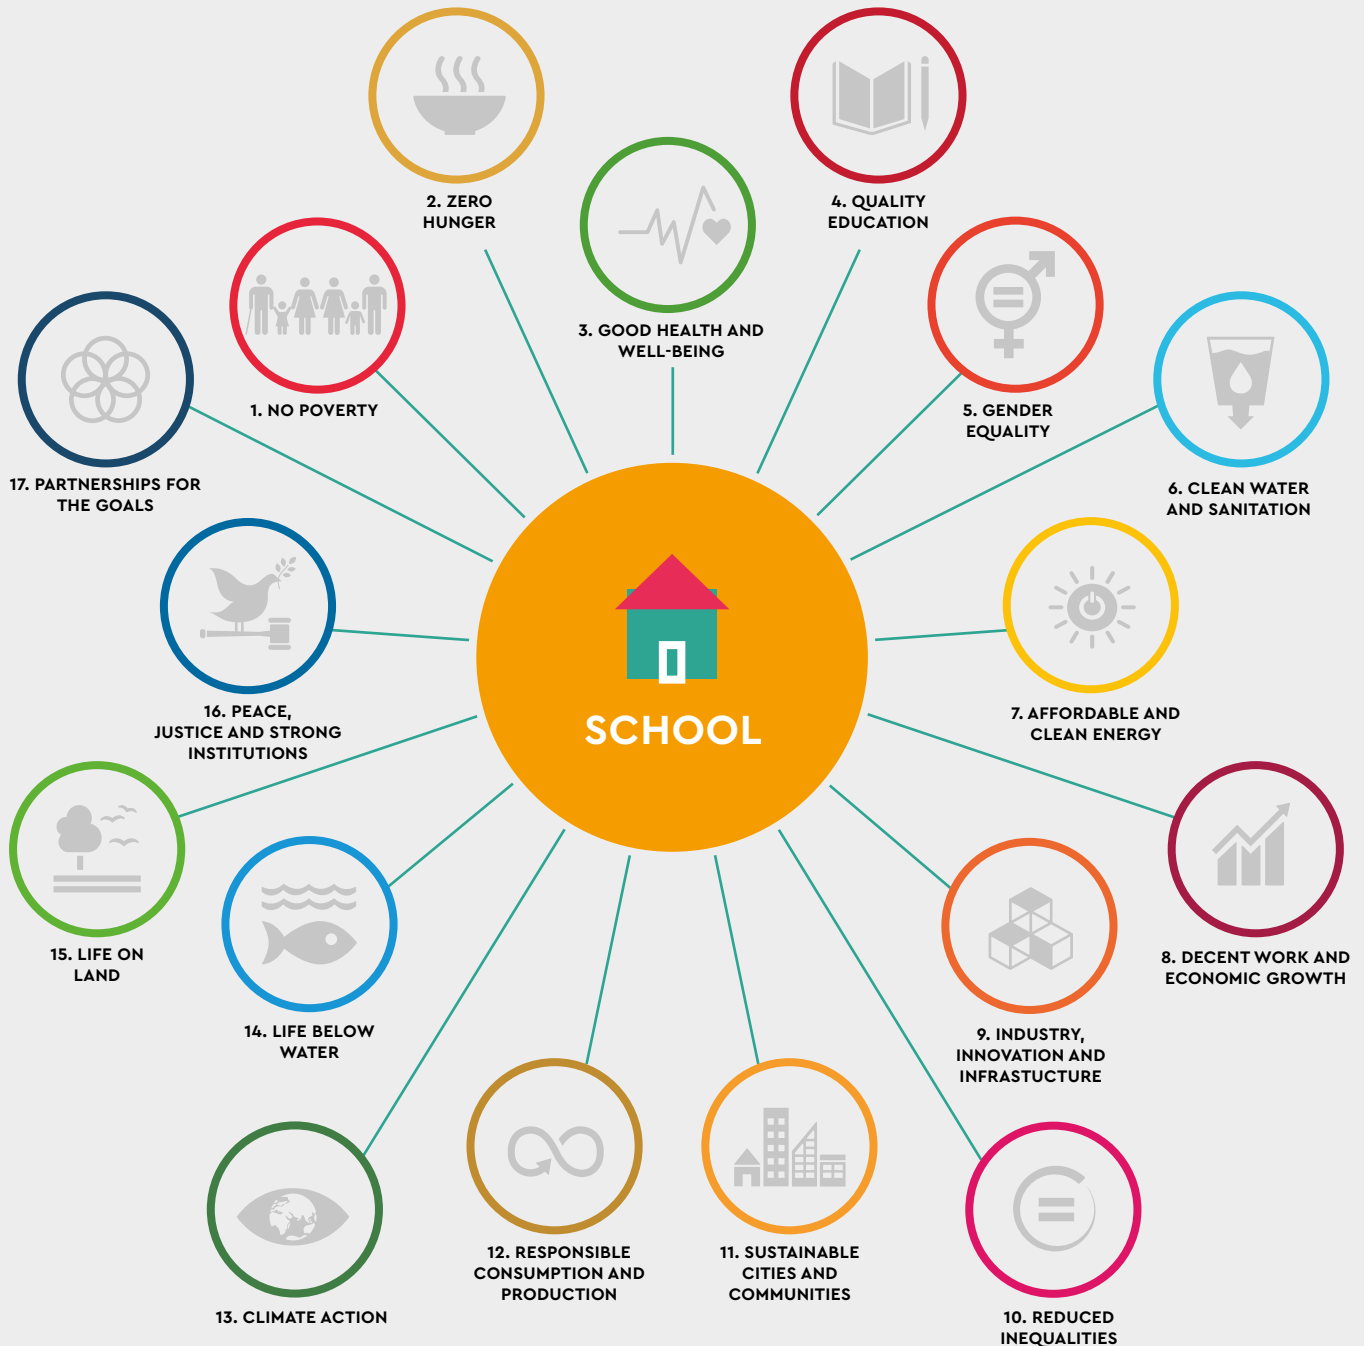 2. ZERO
HUNGER
4. QUALITY
EDUCATION
3. GOOD HEALTH AND
WELL-BEING
1. NO POVERTY
5. GENDER
EQUALITY
17. PARTNERSHIPS FOR
THE GOALS
6. CLEAN WATER
AND SANITATION
16. PEACE,
JUSTICE AND STRONG
INSTITUTIONS
SCHOOL
7. AFFORDABLE AND
CLEAN ENERGY
15. LIFE ON
LAND
8. DECENT WORK AND
ECONOMIC GROWTH
14. LIFE BELOW
WATER
9. INDUSTRY,
INNOVATION AND
INFRASTUCTURE
12. RESPONSIBLE
CONSUMPTION AND
PRODUCTION
11. SUSTAINABLE
CITIES AND
COMMUNITIES
13. CLIMATE ACTION
10. REDUCED
INEQUALITIES